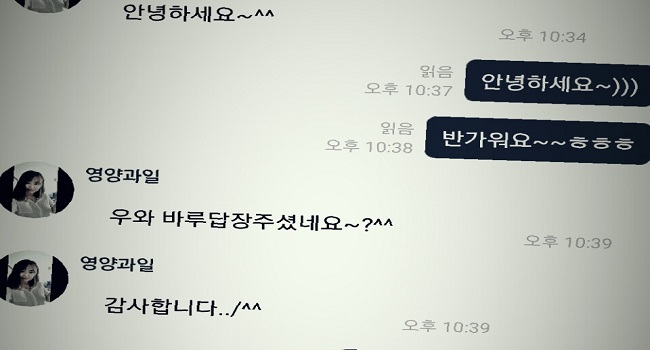 안녕하세요~^^
오후 10:34
읽음
오후 10:37
안녕하세요~)))
읽음
오후 10:38
반가워요~~ㅎㅎㅎ
영양과일
우와 바루답장주셨네요~?^^
오후 10:39
영양과일
감사합니다../^^
오후 10:39